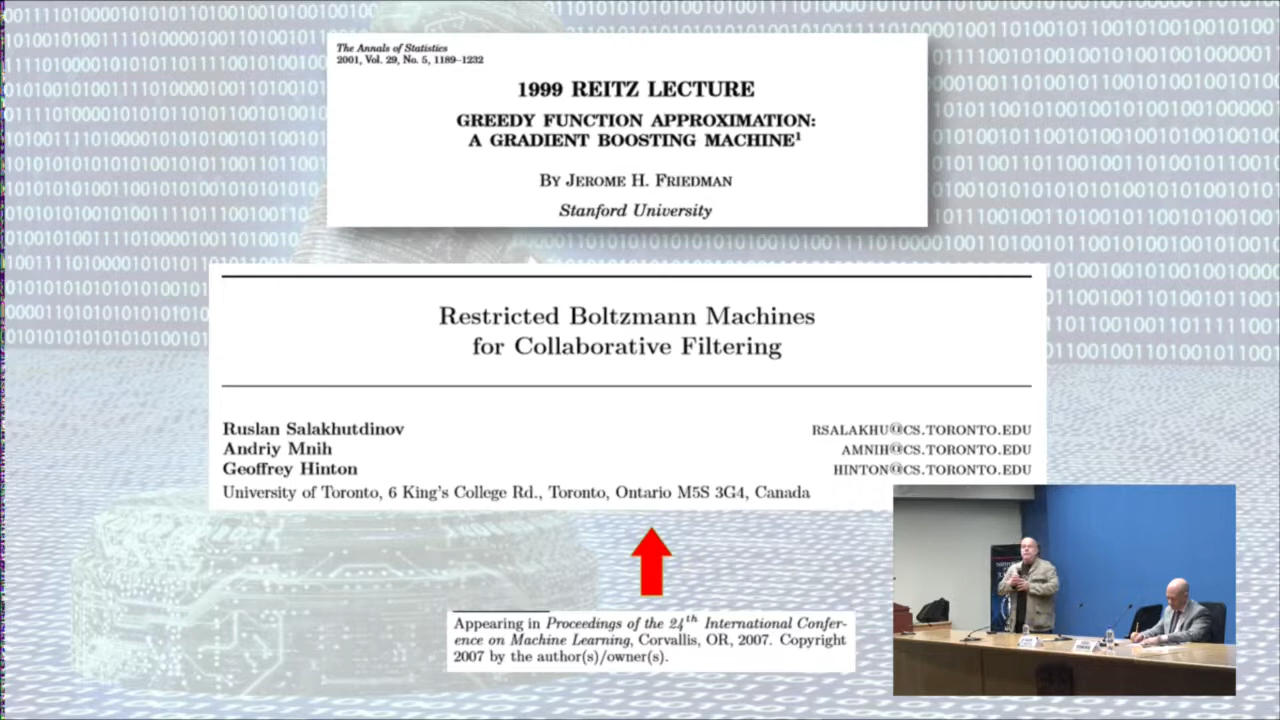 The Annals of Statistics
2001, Vol. 29, No. 5, 1189–1232
1999 REITZ LECTURE
GREEDY FUNCTION APPROXIMATION:
A GRADIENT BOOSTING MACHINE¹
BY JEROME H. FRIEDMAN
Stanford University
Restricted Boltzmann Machines
for Collaborative Filtering
Ruslan Salakhutdinov RSALAKHU@CS.TORONTO.EDU
Andriy Mnih AMNIH@CS.TORONTO.EDU
Geoffrey Hinton HINTON@CS.TORONTO.EDU
University of Toronto, 6 King's College Rd., Toronto, Ontario M5S 3G4, Canada
Appearing in Proceedings of the 24th International Confer-
ence on Machine Learning, Corvallis, OR, 2007. Copyright
2007 by the author(s)/owner(s).